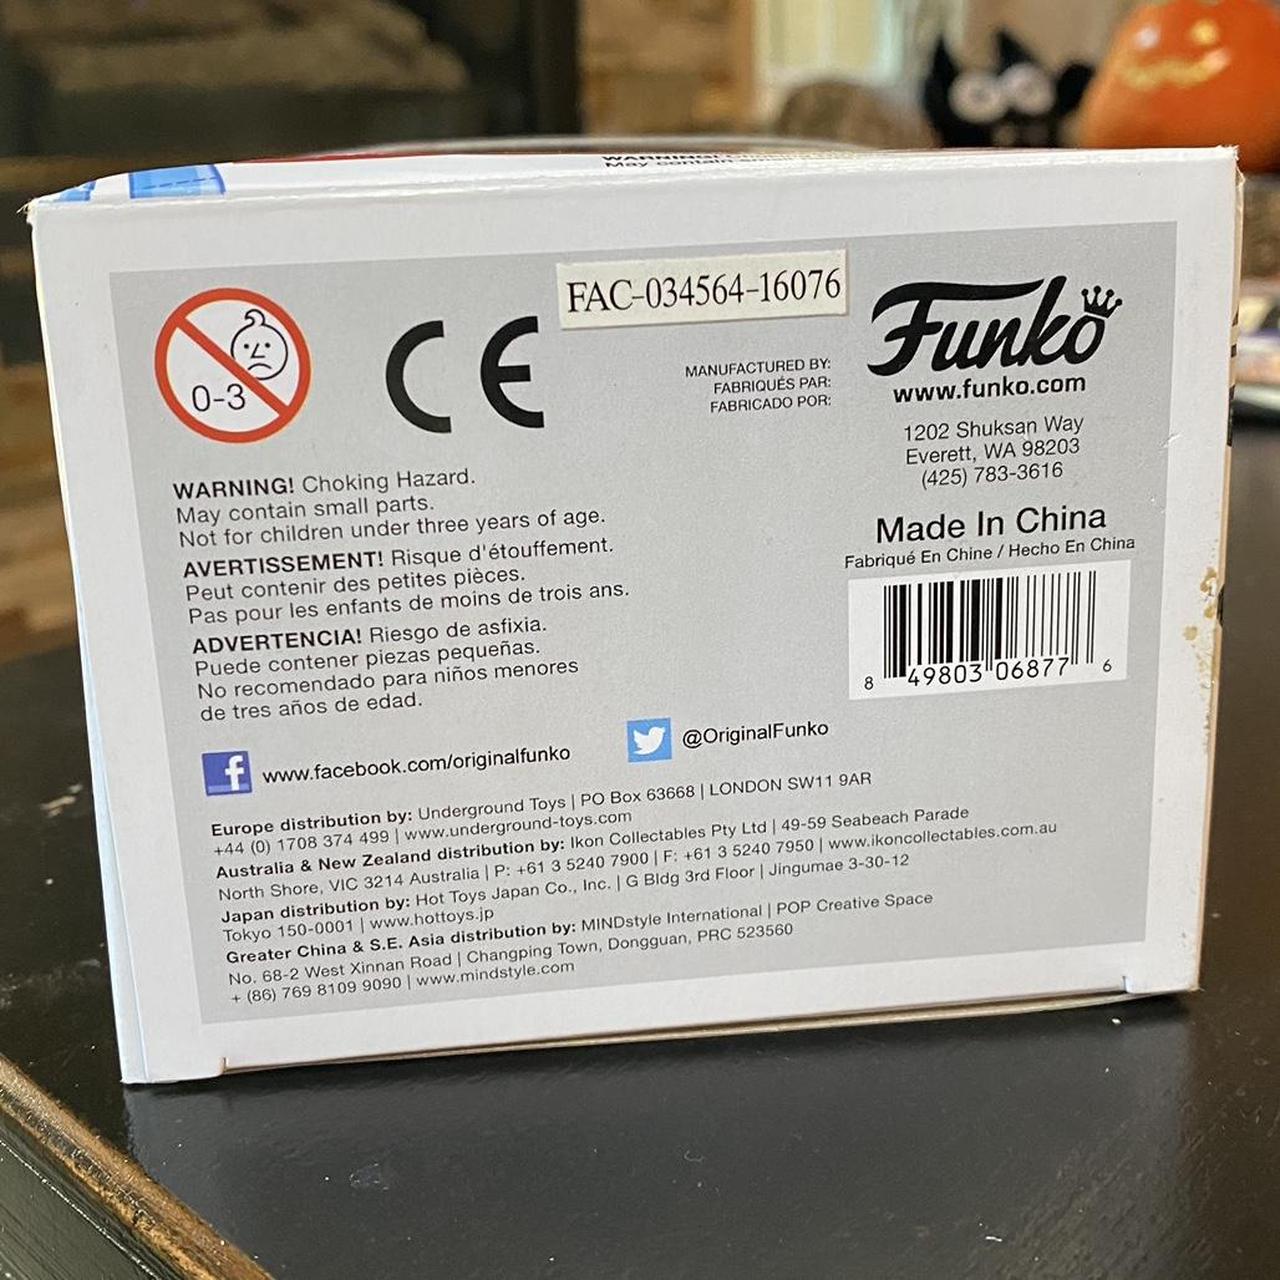 WARNING!
May contain
FAC-034564-16076
Funko
www.funko.com
0-3
CE
MANUFACTURED BY:
FABRIQUÉS PAR:
FABRICADO POR:
1202 Shuksan Way
Everett, WA 98203
(425) 783-3616
WARNING! Choking Hazard.
May contain small parts.
Not for children under three years of age.
AVERTISSEMENT! Risque d'étouffement.
Peut contenir des petites pièces.
Pas pour les enfants de moins de trois ans.
ADVERTENCIA! Riesgo de asfixia.
Puede contener piezas pequeñas.
No recomendado para niños menores
de tres años de edad.
Made In China
Fabriqué En Chine / Hecho En China
8 49803 06877 6
f www.facebook.com/originalfunko
@OriginalFunko
Europe distribution by: Underground Toys | PO Box 63668 | LONDON SW11 9AR
+44 (0) 1708 374 499 | www.underground-toys.com
Australia & New Zealand distribution by: Ikon Collectables Pty Ltd | 49-59 Seabeach Parade
North Shore, VIC 3214 Australia | P: +61 3 5240 7900 | F: +61 3 5240 7950 | www.ikoncollectables.com.au
Japan distribution by: Hot Toys Japan Co., Inc. | G Bldg 3rd Floor | Jingumae 3-30-12
Tokyo 150-0001 | www.hottoys.jp
Greater China & S.E. Asia distribution by: MINDstyle International | POP Creative Space
No. 68-2 West Xinnan Road | Changping Town, Dongguan, PRC 523560
+ (86) 769 8109 9090 | www.mindstyle.com